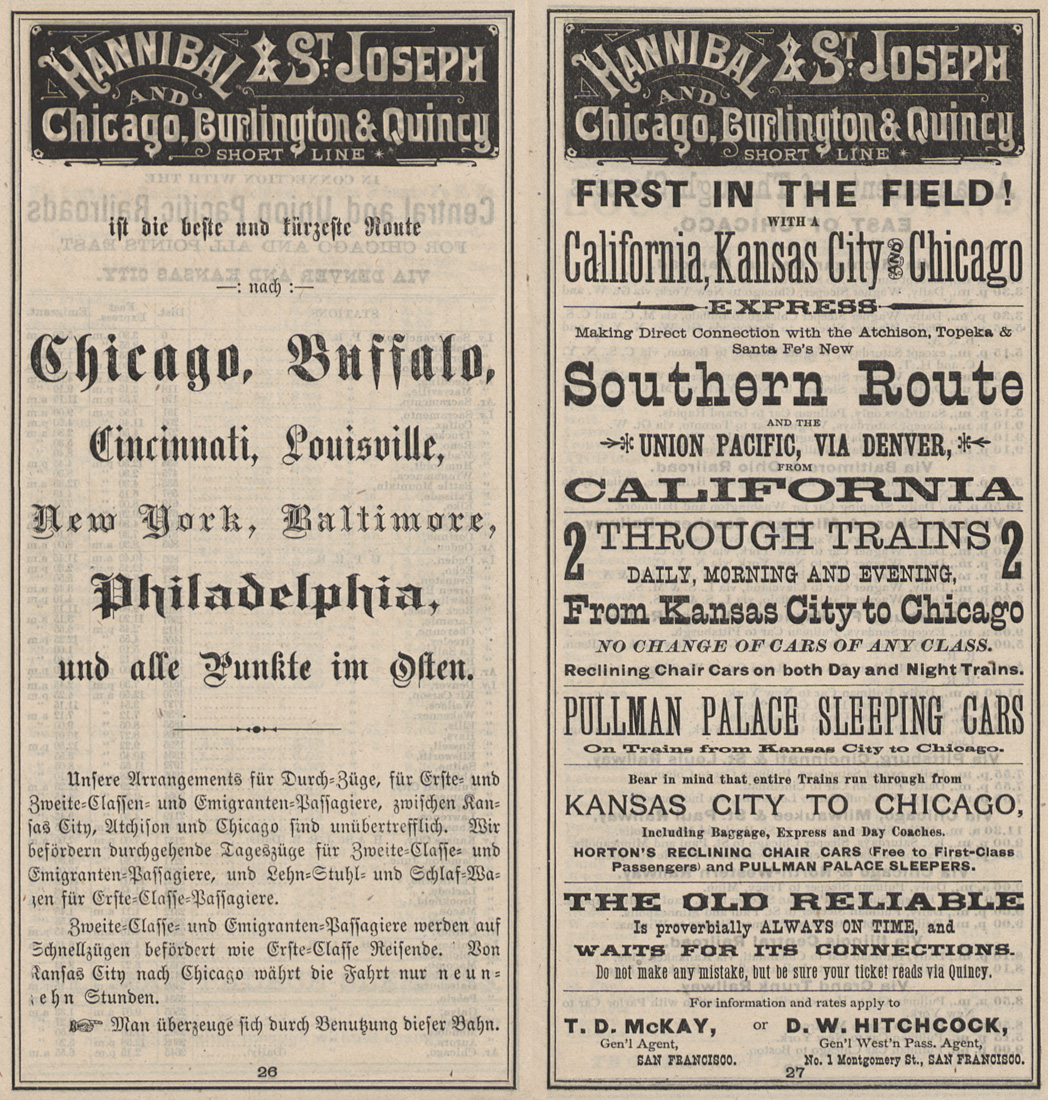 HANNIBAL & ST. JOSEPH
AND
Chicago, Burlington & Quincy
SHORT LINE
ist die beste und kürzeste Route
—: nach :—
Chicago, Buffalo,
Cincinnati, Louisville,
New York, Baltimore,
Philadelphia,
und alle Punkte im Osten.
Unsere Arrangements für Durch-Züge, für Erste- und
Zweite-Classen- und Emigranten-Passagiere, zwischen Kan-
sas City, Atchison und Chicago sind unübertrefflich. Wir
befördern durchgehende Tageszüge für Zweite-Classe- und
Emigranten-Passagiere, und Lehn-Stuhl- und Schlaf-Wa-
gen für Erste-Classe-Passagiere.
Zweite-Classe- und Emigranten-Passagiere werden auf
Schnellzügen befördert wie Erste-Classe Reisende. Von
Kansas City nach Chicago währt die Fahrt nur neun-
zehn Stunden.
☞ Man überzeuge sich durch Benutzung dieser Bahn.
26
HANNIBAL & ST. JOSEPH
AND
Chicago, Burlington & Quincy
SHORT LINE
FIRST IN THE FIELD!
WITH A
California, Kansas City AND Chicago
EXPRESS
Making Direct Connection with the Atchison, Topeka &
Santa Fe's New
Southern Route
AND THE
UNION PACIFIC, VIA DENVER,
FROM
CALIFORNIA
2 THROUGH TRAINS 2
DAILY, MORNING AND EVENING,
From Kansas City to Chicago
NO CHANGE OF CARS OF ANY CLASS.
Reclining Chair Cars on both Day and Night Trains.
PULLMAN PALACE SLEEPING CARS
On Trains from Kansas City to Chicago.
Bear in mind that entire Trains run through from
KANSAS CITY TO CHICAGO,
Including Baggage, Express and Day Coaches.
HORTON'S RECLINING CHAIR CARS (Free to First-Class
Passengers) and PULLMAN PALACE SLEEPERS.
THE OLD RELIABLE
Is proverbially ALWAYS ON TIME, and
WAITS FOR ITS CONNECTIONS.
Do not make any mistake, but be sure your ticket reads via Quincy.
For information and rates apply to
T. D. McKAY, or D. W. HITCHCOCK,
Gen'l Agent, Gen'l West'n Pass. Agent,
SAN FRANCISCO. No. 1 Montgomery St., SAN FRANCISCO.
27